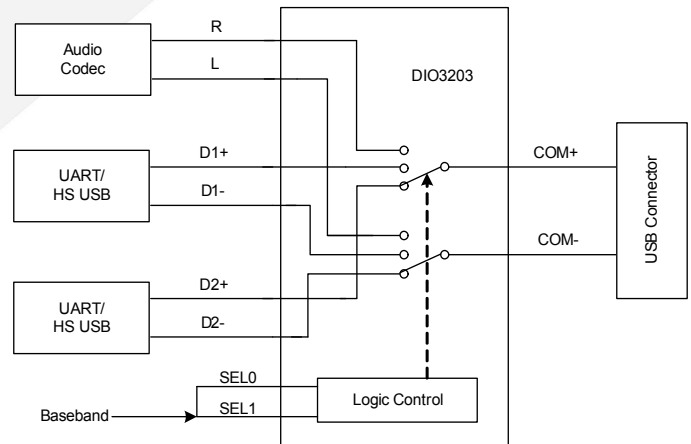 Audio
Codec
R
L
DIO3203
UART/
HS USB
D1+
D1-
COM+
COM-
USB Connector
UART/
HS USB
D2+
D2-
Baseband
SEL0
SEL1
Logic Control